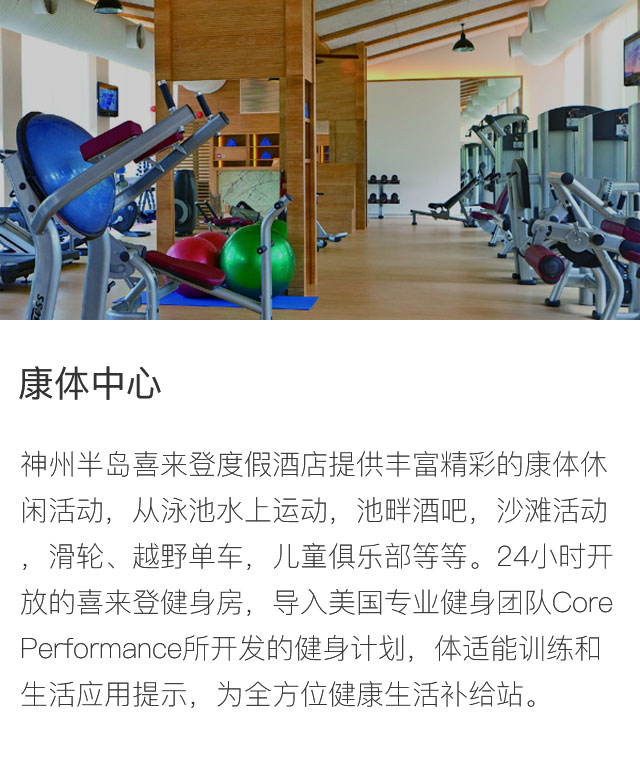 康体中心
神州半岛喜来登度假酒店提供丰富精彩的康体休
闲活动，从泳池水上运动，池畔酒吧，沙滩活动
，滑轮、越野单车，儿童俱乐部等等。24小时开
放的喜来登健身房，导入美国专业健身团队Core
Performance所开发的健身计划，体适能训练和
生活应用提示，为全方位健康生活补给站。